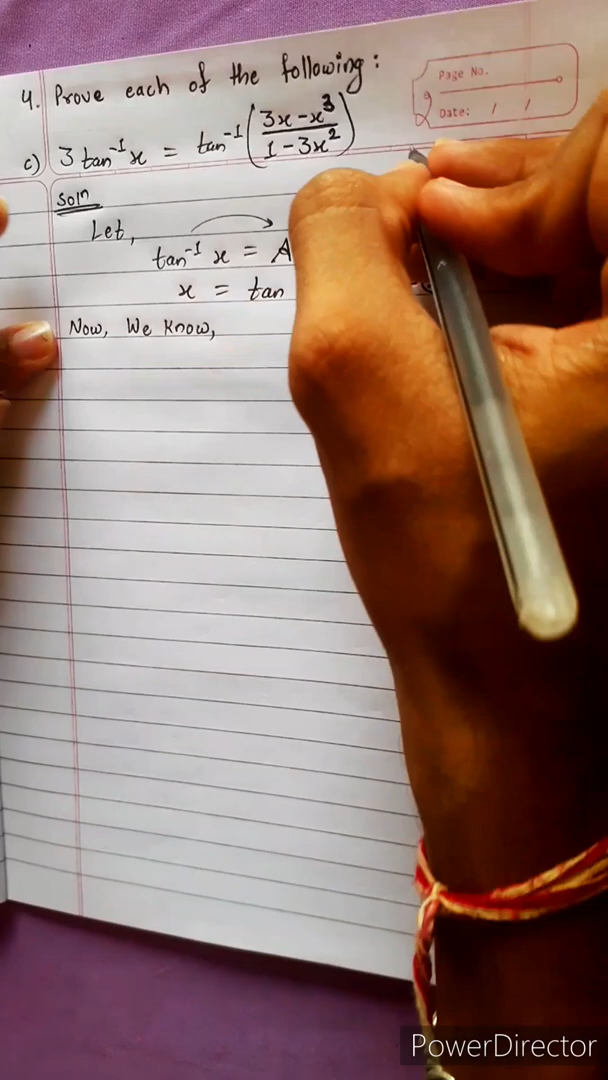 4. Prove each of the following:
Page No.
Date: / /
c) 3 tan⁻¹ x = tan⁻¹ ( (3x - x³) / (1 - 3x²) )
Soln
Let,
tan⁻¹ x = A
x = tan
Now, We Know,
PowerDirector